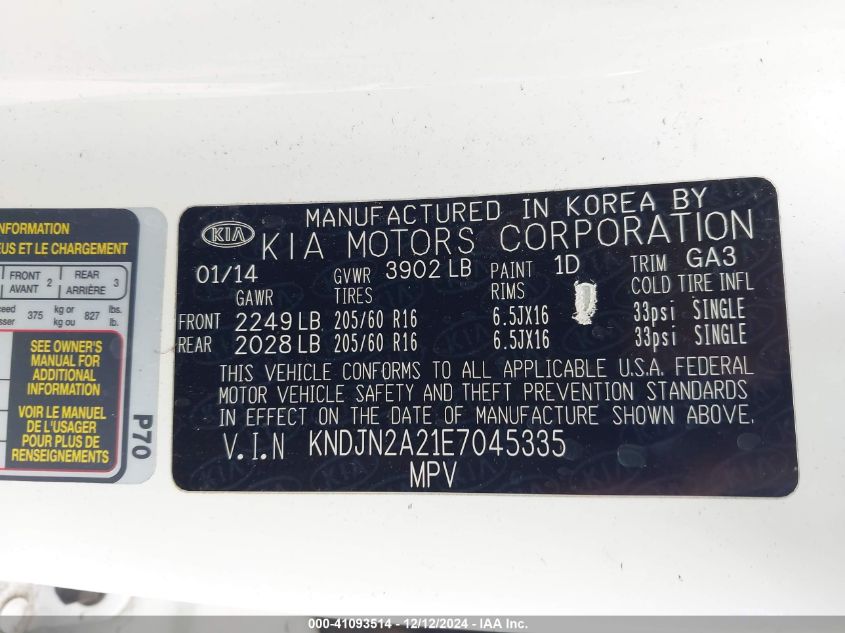 INFORMATION
EUS ET LE CHARGEMENT
FRONT 2 REAR 3
AVANT ARRIÈRE
375 kg or 827 lbs.
kg ou lb.
SEE OWNER'S
MANUAL FOR
ADDITIONAL
INFORMATION
VOIR LE MANUEL
DE L'USAGER
POUR PLUS DE
RENSEIGNEMENTS
P70
MANUFACTURED IN KOREA BY
KIA KIA MOTORS CORPORATION
01/14 GVWR 3902 LB PAINT 1D TRIM GA3
GAWR TIRES RIMS COLD TIRE INFL
FRONT 2249 LB 205/60 R16 6.5JX16 33psi SINGLE
REAR 2028 LB 205/60 R16 6.5JX16 33psi SINGLE
THIS VEHICLE CONFORMS TO ALL APPLICABLE U.S.A. FEDERAL
MOTOR VEHICLE SAFETY AND THEFT PREVENTION STANDARDS
IN EFFECT ON THE DATE OF MANUFACTURE SHOWN ABOVE.
V.I.N KNDJN2A21E7045335
MPV
000-41093514 - 12/12/2024 - IAA Inc.